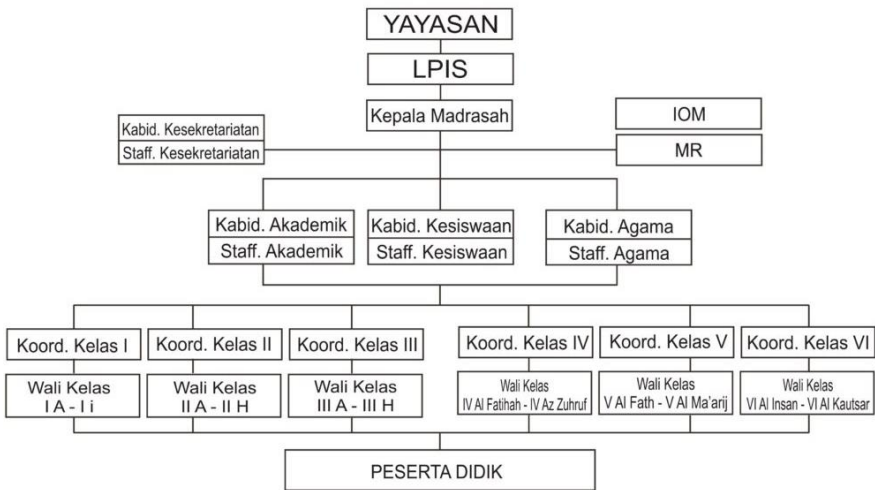 YAYASAN
LPIS
Kepala Madrasah
IOM
Kabid. Kesekretariatan
Staff. Kesekretariatan
MR
Kabid. Akademik
Staff. Akademik
Kabid. Kesiswaan
Staff. Kesiswaan
Kabid. Agama
Staff. Agama
Koord. Kelas I
Koord. Kelas II
Koord. Kelas III
Koord. Kelas IV
Koord. Kelas V
Koord. Kelas VI
Wali Kelas
I A - I i
Wali Kelas
II A - II H
Wali Kelas
III A - III H
Wali Kelas
IV Al Fatihah - IV Az Zuhruf
Wali Kelas
V Al Fath - V Al Ma'arij
Wali Kelas
VI Al Insan - VI Al Kautsar
PESERTA DIDIK